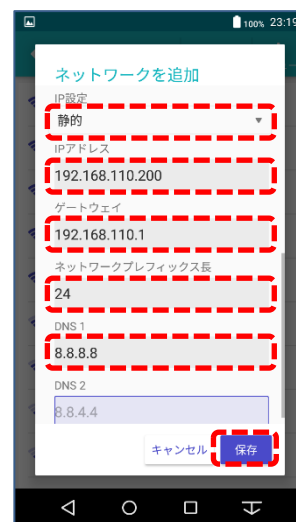 100% 23:19
ネットワークを追加
IP設定
静的
IPアドレス
192.168.110.200
ゲートウェイ
192.168.110.1
ネットワークプレフィックス長
24
DNS 1
8.8.8.8
DNS 2
8.8.4.4
キャンセル 保存